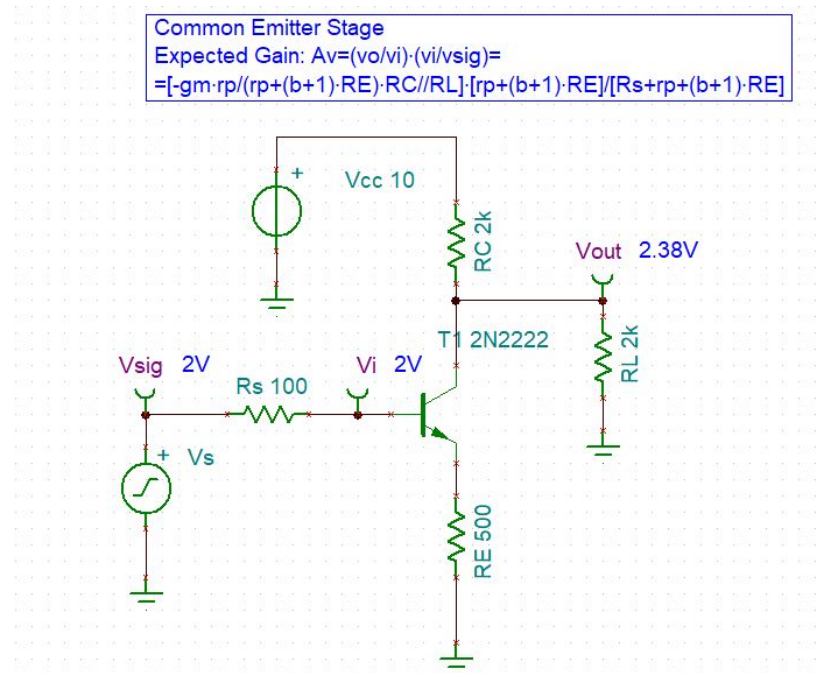 Common Emitter Stage
Expected Gain: Av=(vo/vi)·(vi/vsig)=
=[-gm·rp/(rp+(b+1)·RE)·RC//RL]·[rp+(b+1)·RE]/[Rs+rp+(b+1)·RE]
+
Vcc 10
RC 2k
Vout 2.38V
T1 2N2222
RL 2k
Vsig 2V
Rs 100
Vi 2V
+
Vs
RE 500